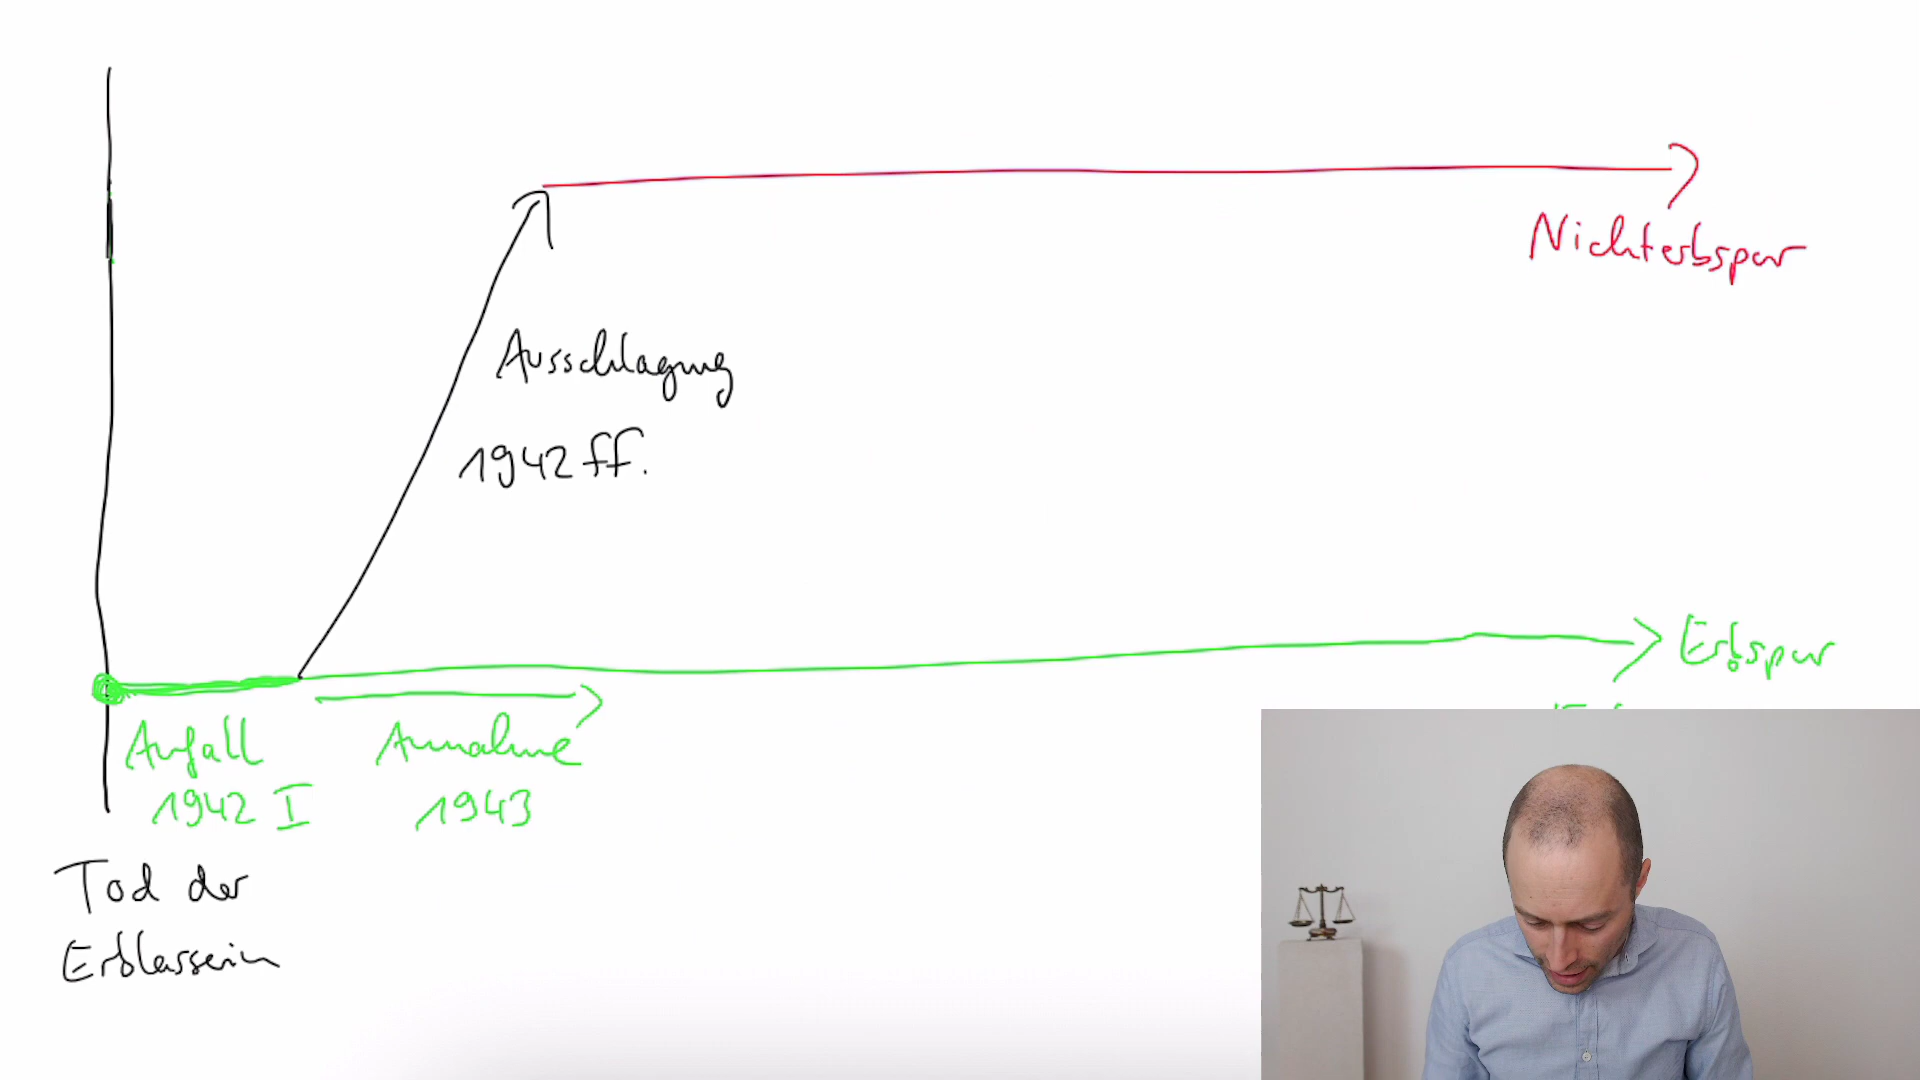 Nichterbspur
Ausschlagung
1942 ff.
Erbspur
Anfall
1942 I
Annahme
1943
Tod der
Erblasserin